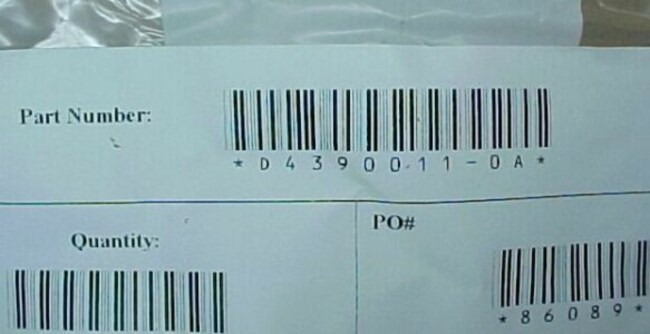 Part Number:
*D43900-11-0A*
Quantity:
PO#
*86089*